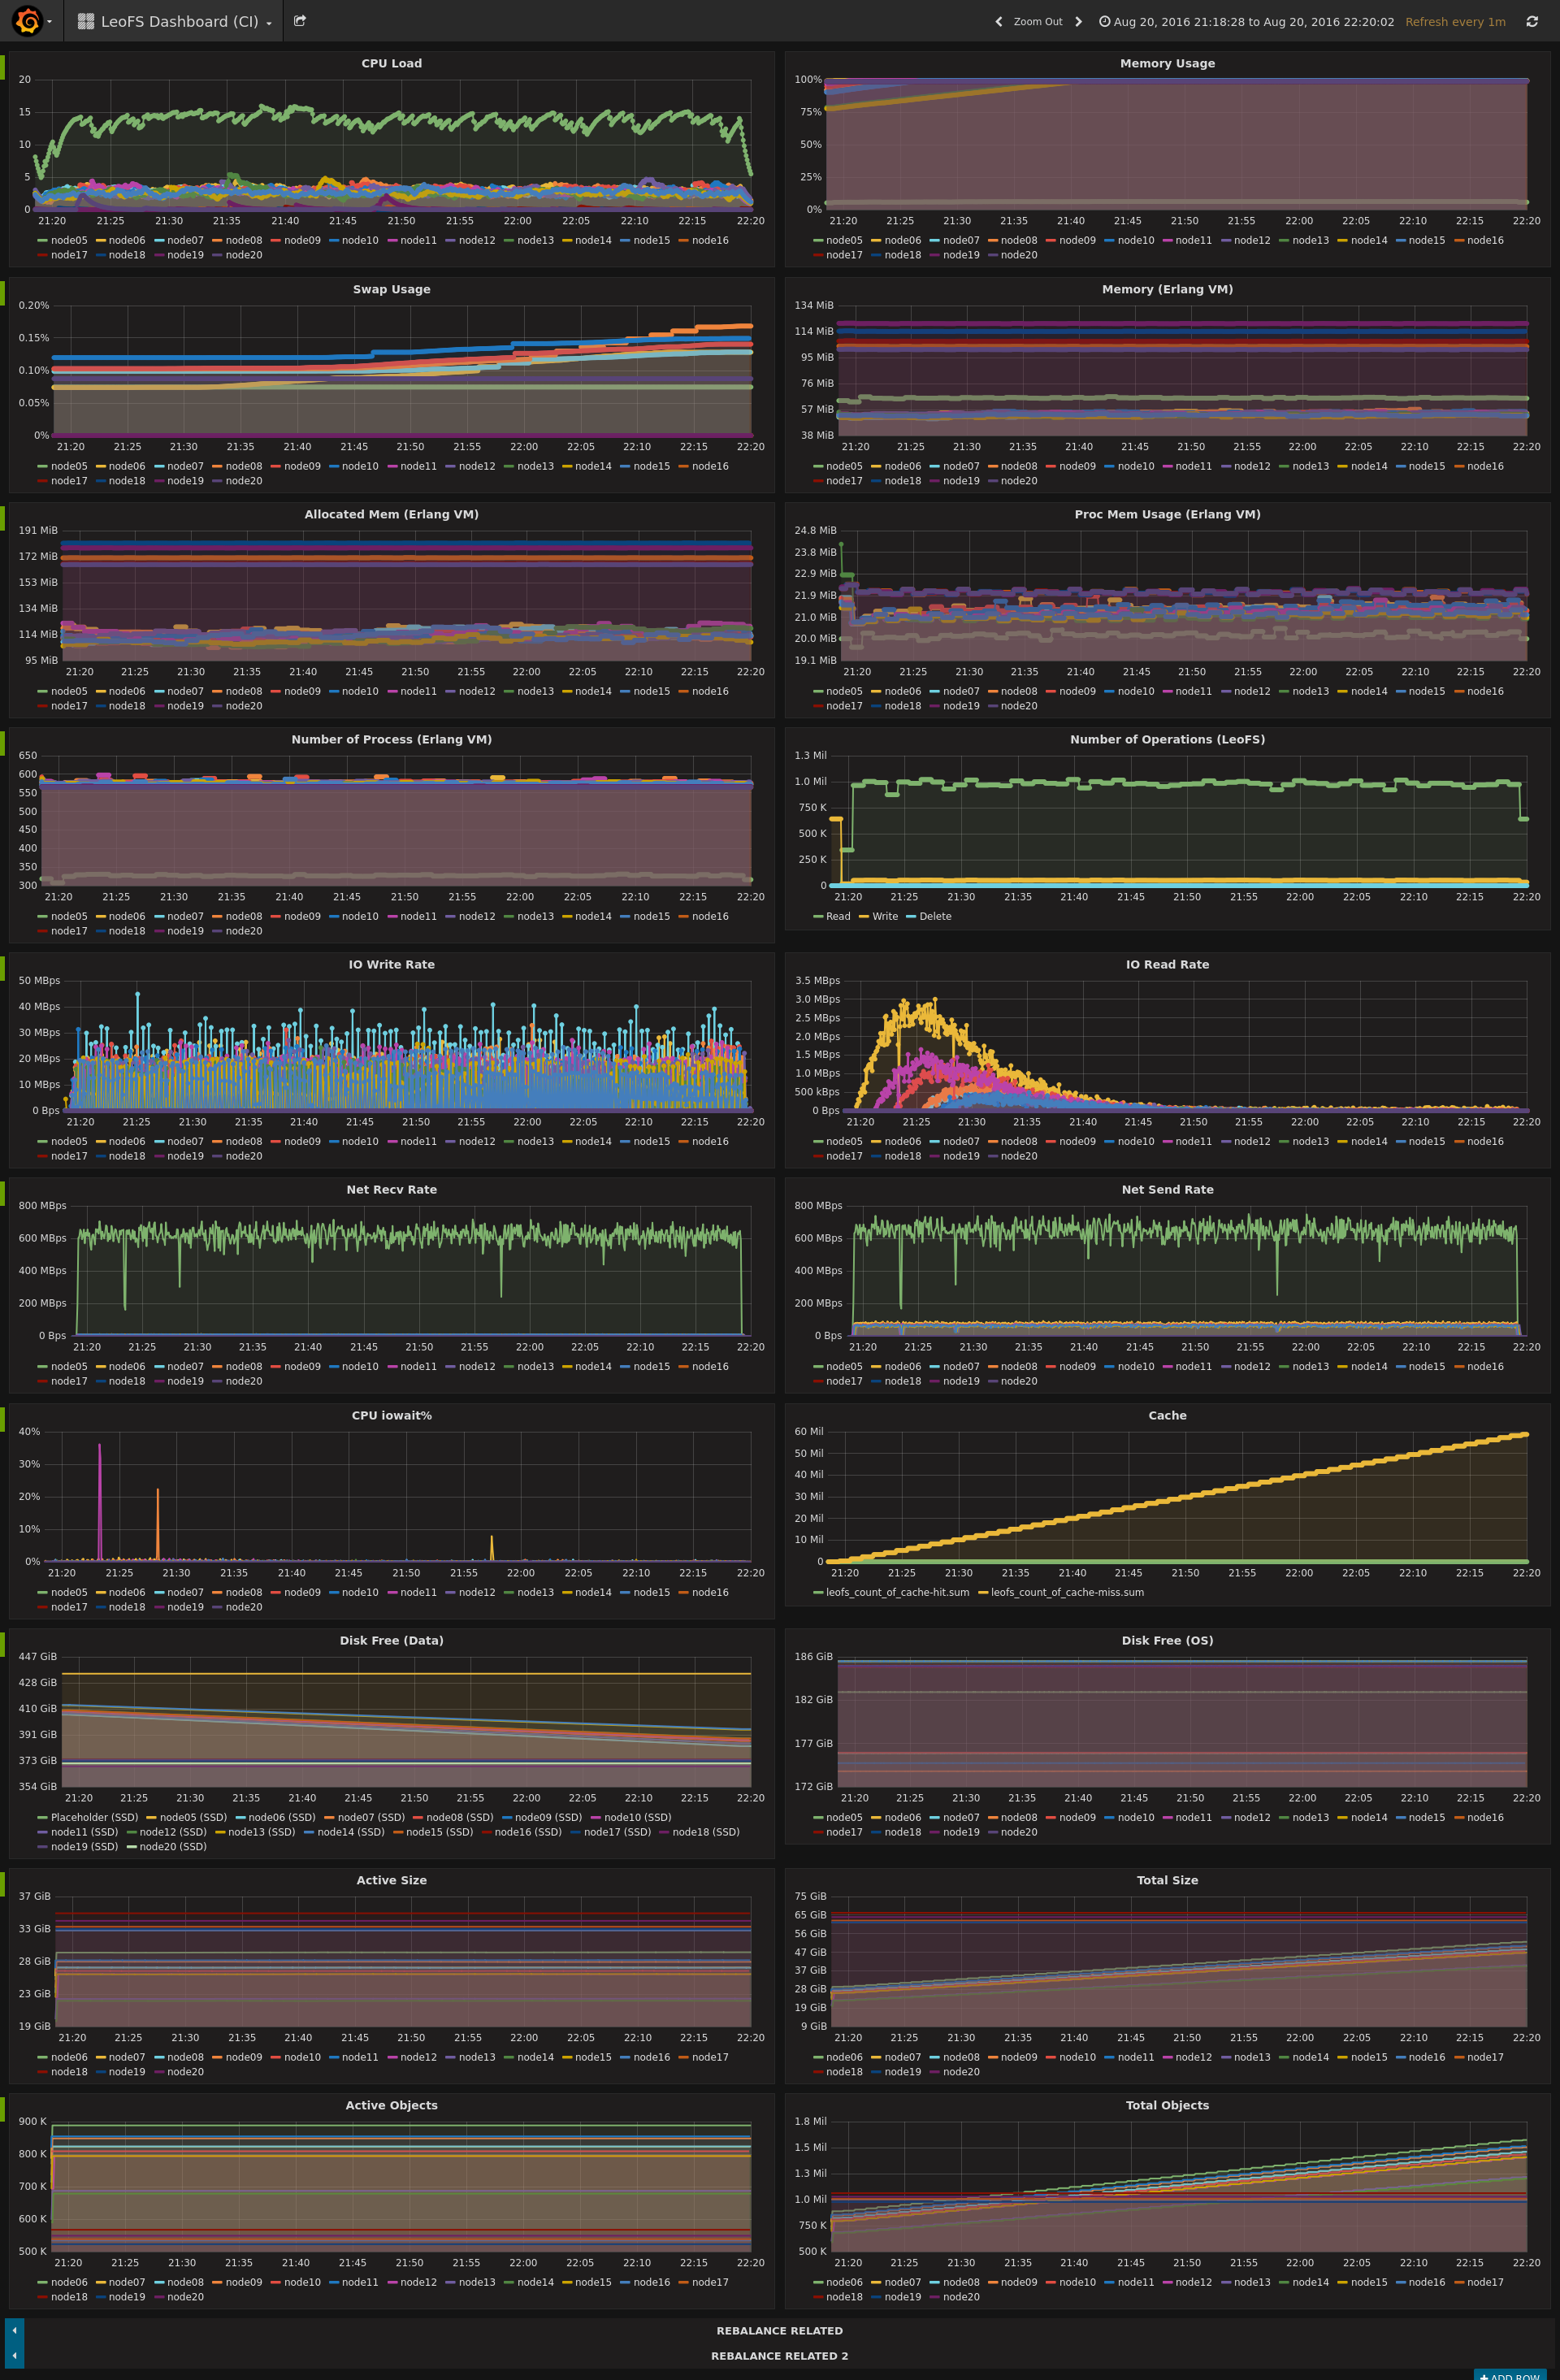 LeoFS Dashboard (CI)
Zoom Out
Aug 20, 2016 21:18:28 to Aug 20, 2016 22:20:02 Refresh every 1m
CPU Load
20
15
10
5
0
21:20 21:25 21:30 21:35 21:40 21:45 21:50 21:55 22:00 22:05 22:10 22:15 22:20
node05 node06 node07 node08 node09 node10 node11 node12 node13 node14 node15 node16
node17 node18 node19 node20
Memory Usage
100%
75%
50%
25%
0%
21:20 21:25 21:30 21:35 21:40 21:45 21:50 21:55 22:00 22:05 22:10 22:15 22:20
node05 node06 node07 node08 node09 node10 node11 node12 node13 node14 node15 node16
node17 node18 node19 node20
Swap Usage
0.20%
0.15%
0.10%
0.05%
0%
21:20 21:25 21:30 21:35 21:40 21:45 21:50 21:55 22:00 22:05 22:10 22:15 22:20
node05 node06 node07 node08 node09 node10 node11 node12 node13 node14 node15 node16
node17 node18 node19 node20
Memory (Erlang VM)
134 MiB
114 MiB
95 MiB
76 MiB
57 MiB
38 MiB
21:20 21:25 21:30 21:35 21:40 21:45 21:50 21:55 22:00 22:05 22:10 22:15 22:20
node05 node06 node07 node08 node09 node10 node11 node12 node13 node14 node15 node16
node17 node18 node19 node20
Allocated Mem (Erlang VM)
191 MiB
172 MiB
153 MiB
134 MiB
114 MiB
95 MiB
21:20 21:25 21:30 21:35 21:40 21:45 21:50 21:55 22:00 22:05 22:10 22:15 22:20
node05 node06 node07 node08 node09 node10 node11 node12 node13 node14 node15 node16
node17 node18 node19 node20
Proc Mem Usage (Erlang VM)
24.8 MiB
23.8 MiB
22.9 MiB
21.9 MiB
21.0 MiB
20.0 MiB
19.1 MiB
21:20 21:25 21:30 21:35 21:40 21:45 21:50 21:55 22:00 22:05 22:10 22:15 22:20
node05 node06 node07 node08 node09 node10 node11 node12 node13 node14 node15 node16
node17 node18 node19 node20
Number of Process (Erlang VM)
650
600
550
500
450
400
350
300
21:20 21:25 21:30 21:35 21:40 21:45 21:50 21:55 22:00 22:05 22:10 22:15 22:20
node05 node06 node07 node08 node09 node10 node11 node12 node13 node14 node15 node16
node17 node18 node19 node20
Number of Operations (LeoFS)
1.3 Mil
1.0 Mil
750 K
500 K
250 K
0
21:20 21:25 21:30 21:35 21:40 21:45 21:50 21:55 22:00 22:05 22:10 22:15 22:20
Read Write Delete
IO Write Rate
50 MBps
40 MBps
30 MBps
20 MBps
10 MBps
0 Bps
21:20 21:25 21:30 21:35 21:40 21:45 21:50 21:55 22:00 22:05 22:10 22:15 22:20
node05 node06 node07 node08 node09 node10 node11 node12 node13 node14 node15 node16
node17 node18 node19 node20
IO Read Rate
3.5 MBps
3.0 MBps
2.5 MBps
2.0 MBps
1.5 MBps
1.0 MBps
500 kBps
0 Bps
21:20 21:25 21:30 21:35 21:40 21:45 21:50 21:55 22:00 22:05 22:10 22:15 22:20
node05 node06 node07 node08 node09 node10 node11 node12 node13 node14 node15 node16
node17 node18 node19 node20
Net Recv Rate
800 MBps
600 MBps
400 MBps
200 MBps
0 Bps
21:20 21:25 21:30 21:35 21:40 21:45 21:50 21:55 22:00 22:05 22:10 22:15 22:20
node05 node06 node07 node08 node09 node10 node11 node12 node13 node14 node15 node16
node17 node18 node19 node20
Net Send Rate
800 MBps
600 MBps
400 MBps
200 MBps
0 Bps
21:20 21:25 21:30 21:35 21:40 21:45 21:50 21:55 22:00 22:05 22:10 22:15 22:20
node05 node06 node07 node08 node09 node10 node11 node12 node13 node14 node15 node16
node17 node18 node19 node20
CPU iowait%
40%
30%
20%
10%
0%
21:20 21:25 21:30 21:35 21:40 21:45 21:50 21:55 22:00 22:05 22:10 22:15 22:20
node05 node06 node07 node08 node09 node10 node11 node12 node13 node14 node15 node16
node17 node18 node19 node20
Cache
60 Mil
50 Mil
40 Mil
30 Mil
20 Mil
10 Mil
0
21:20 21:25 21:30 21:35 21:40 21:45 21:50 21:55 22:00 22:05 22:10 22:15 22:20
leofs_count_of_cache-hit.sum leofs_count_of_cache-miss.sum
Disk Free (Data)
447 GiB
428 GiB
410 GiB
391 GiB
373 GiB
354 GiB
21:20 21:25 21:30 21:35 21:40 21:45 21:50 21:55 22:00 22:05 22:10 22:15 22:20
Placeholder (SSD) node05 (SSD) node06 (SSD) node07 (SSD) node08 (SSD) node09 (SSD) node10 (SSD)
node11 (SSD) node12 (SSD) node13 (SSD) node14 (SSD) node15 (SSD) node16 (SSD) node17 (SSD) node18 (SSD)
node19 (SSD) node20 (SSD)
Disk Free (OS)
186 GiB
182 GiB
177 GiB
172 GiB
21:20 21:25 21:30 21:35 21:40 21:45 21:50 21:55 22:00 22:05 22:10 22:15 22:20
node05 node06 node07 node08 node09 node10 node11 node12 node13 node14 node15 node16
node17 node18 node19 node20
Active Size
37 GiB
33 GiB
28 GiB
23 GiB
19 GiB
21:20 21:25 21:30 21:35 21:40 21:45 21:50 21:55 22:00 22:05 22:10 22:15 22:20
node06 node07 node08 node09 node10 node11 node12 node13 node14 node15 node16 node17
node18 node19 node20
Total Size
75 GiB
65 GiB
56 GiB
47 GiB
37 GiB
28 GiB
19 GiB
9 GiB
21:20 21:25 21:30 21:35 21:40 21:45 21:50 21:55 22:00 22:05 22:10 22:15 22:20
node06 node07 node08 node09 node10 node11 node12 node13 node14 node15 node16 node17
node18 node19 node20
Active Objects
900 K
800 K
700 K
600 K
500 K
21:20 21:25 21:30 21:35 21:40 21:45 21:50 21:55 22:00 22:05 22:10 22:15 22:20
node06 node07 node08 node09 node10 node11 node12 node13 node14 node15 node16 node17
node18 node19 node20
Total Objects
1.8 Mil
1.5 Mil
1.3 Mil
1.0 Mil
750 K
500 K
21:20 21:25 21:30 21:35 21:40 21:45 21:50 21:55 22:00 22:05 22:10 22:15 22:20
node06 node07 node08 node09 node10 node11 node12 node13 node14 node15 node16 node17
node18 node19 node20
REBALANCE RELATED
REBALANCE RELATED 2
+ ADD ROW